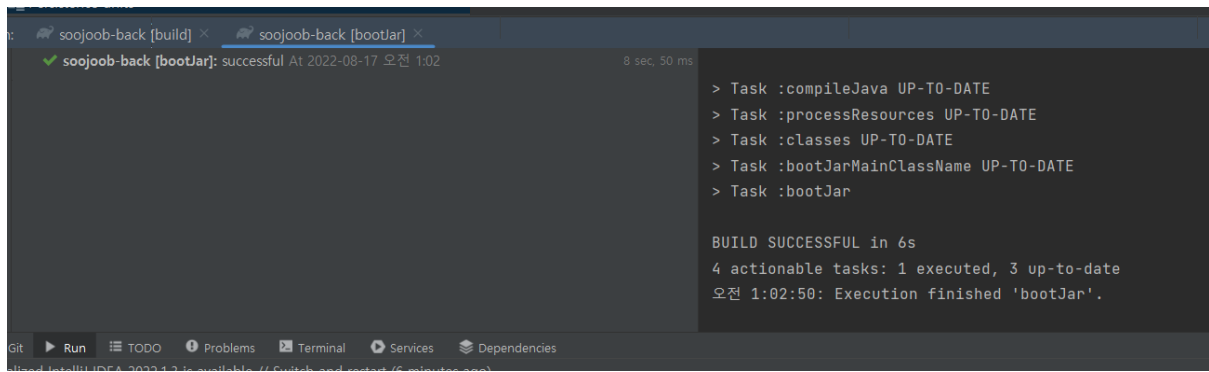 soojoob-back [build] × soojoob-back [bootJar] ×
soojoob-back [bootJar]: successful At 2022-08-17 오전 1:02 8 sec, 50 ms
> Task :compileJava UP-TO-DATE
> Task :processResources UP-TO-DATE
> Task :classes UP-TO-DATE
> Task :bootJarMainClassName UP-TO-DATE
> Task :bootJar
BUILD SUCCESSFUL in 6s
4 actionable tasks: 1 executed, 3 up-to-date
오전 1:02:50: Execution finished 'bootJar'.
Git Run TODO Problems Terminal Services Dependencies
IntelliJ IDEA 2022.1.3 is available // Switch and restart (6 minutes ago)